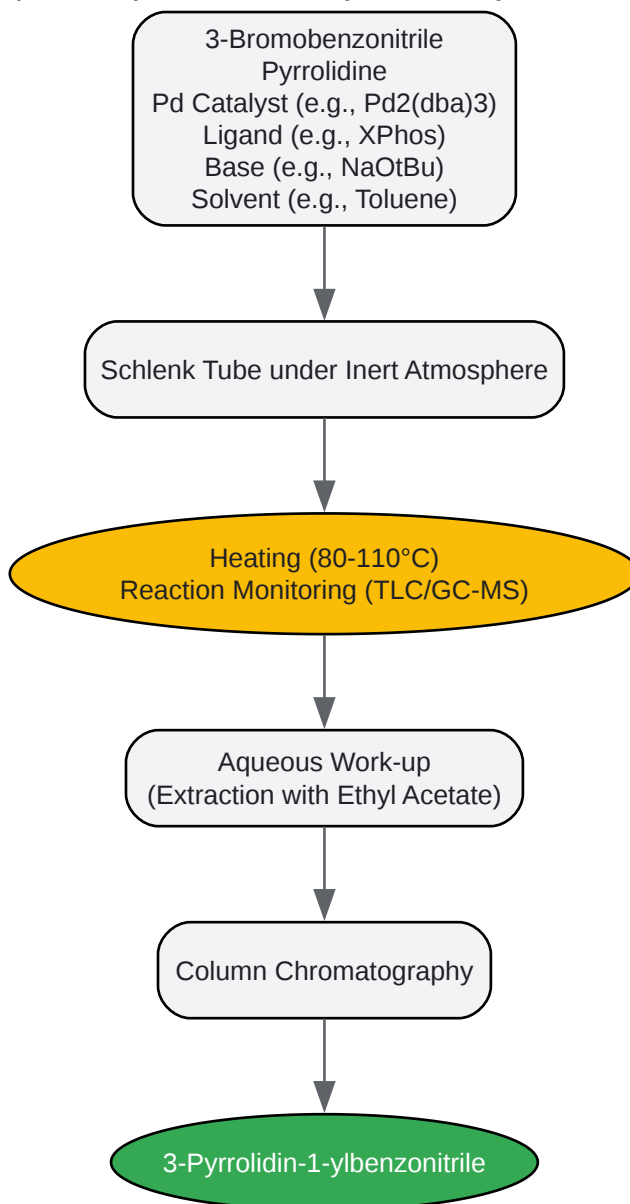 3-Bromobenzonitrile
Pyrrolidine
Pd Catalyst (e.g., Pd2(dba)3)
Ligand (e.g., XPhos)
Base (e.g., NaOtBu)
Solvent (e.g., Toluene)
Schlenk Tube under Inert Atmosphere
Heating (80-110°C)
Reaction Monitoring (TLC/GC-MS)
Aqueous Work-up
(Extraction with Ethyl Acetate)
Column Chromatography
3-Pyrrolidin-1-ylbenzonitrile